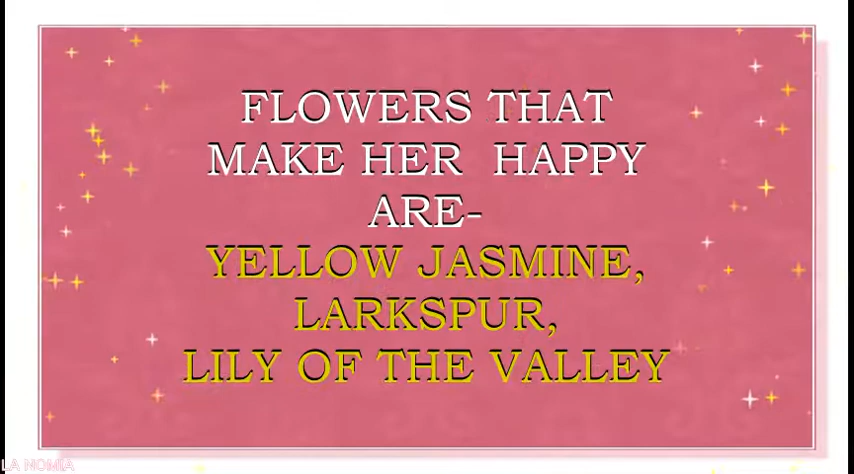 FLOWERS THAT
MAKE HER HAPPY
ARE-
YELLOW JASMINE,
LARKSPUR,
LILY OF THE VALLEY
LA NOMIA